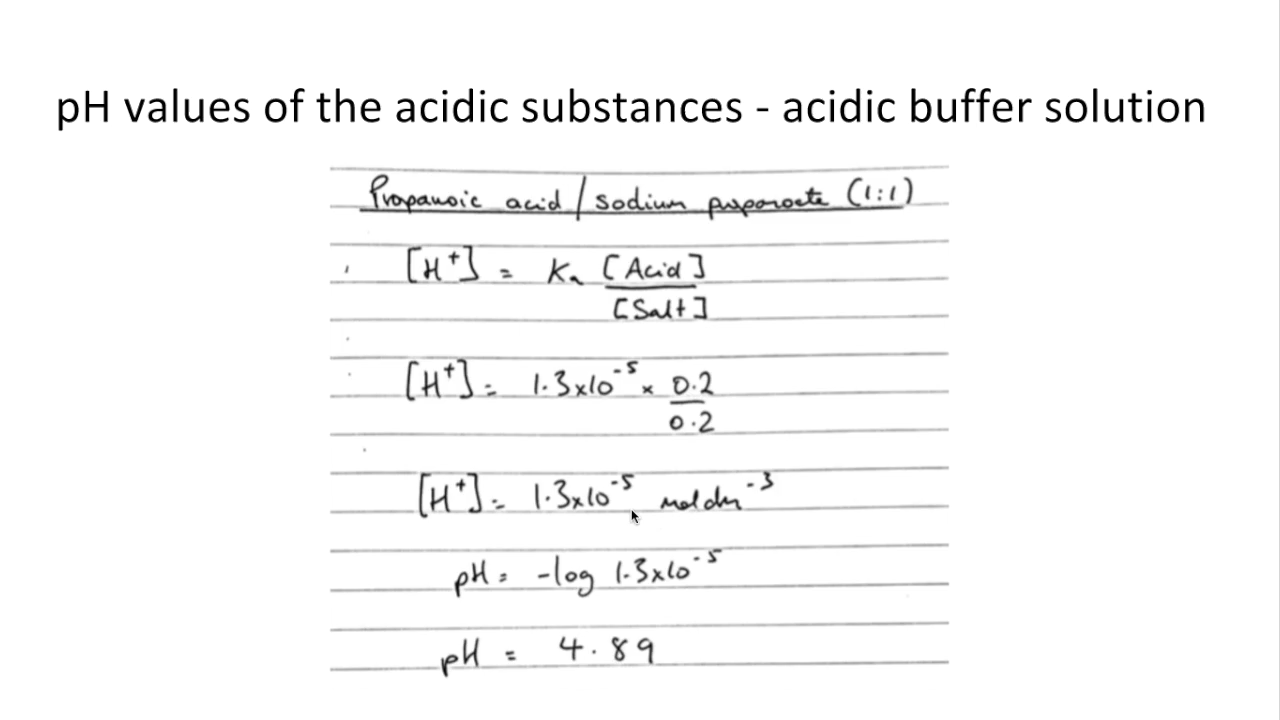 pH values of the acidic substances - acidic buffer solution
Propanoic acid / sodium propanoate (1:1)
[H⁺] = Kₐ [Acid]
[Salt]
[H⁺] = 1.3x10⁻⁵ x 0.2
0.2
[H⁺] = 1.3x10⁻⁵ moldm⁻³
pH = -log 1.3x10⁻⁵
pH = 4.89